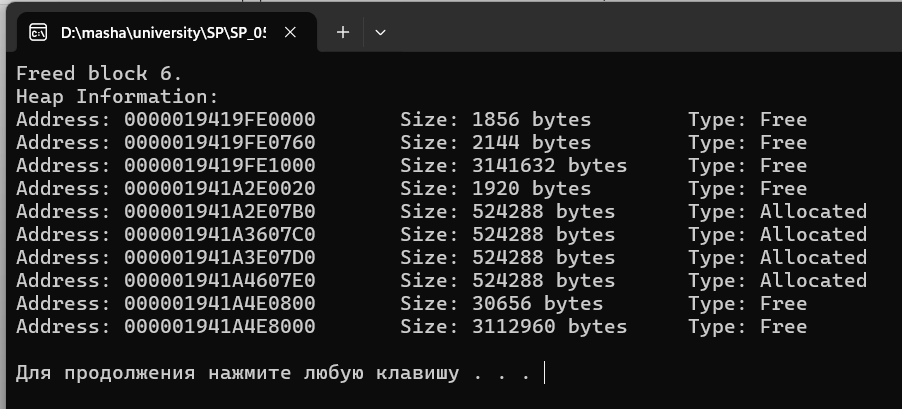 D:\masha\university\SP\SP_05
Freed block 6.
Heap Information:
Address: 0000019419FE0000 Size: 1856 bytes Type: Free
Address: 0000019419FE0760 Size: 2144 bytes Type: Free
Address: 0000019419FE1000 Size: 3141632 bytes Type: Free
Address: 000001941A2E0020 Size: 1920 bytes Type: Free
Address: 000001941A2E07B0 Size: 524288 bytes Type: Allocated
Address: 000001941A3607C0 Size: 524288 bytes Type: Allocated
Address: 000001941A3E07D0 Size: 524288 bytes Type: Allocated
Address: 000001941A4607E0 Size: 524288 bytes Type: Allocated
Address: 000001941A4E0800 Size: 30656 bytes Type: Free
Address: 000001941A4E8000 Size: 3112960 bytes Type: Free
Для продолжения нажмите любую клавишу . . .